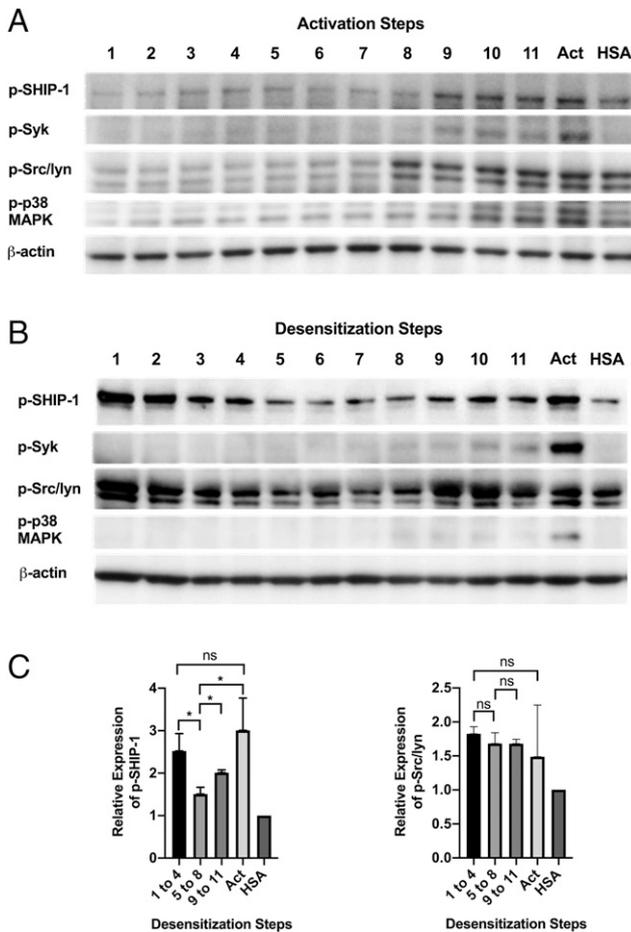 A
Activation Steps
1 2 3 4 5 6 7 8 9 10 11 Act HSA
p-SHIP-1
p-Syk
p-Src/lyn
p-p38
MAPK
β-actin
B
Desensitization Steps
1 2 3 4 5 6 7 8 9 10 11 Act HSA
p-SHIP-1
p-Syk
p-Src/lyn
p-p38
MAPK
β-actin
C
ns
*
*
*
4
3
2
1
0
Relative Expression
of p-SHIP-1
1 to 4
5 to 8
9 to 11
Act
HSA
Desensitization Steps
ns
ns
ns
2.5
2.0
1.5
1.0
0.5
0.0
Relative Expression
of p-Src/lyn
1 to 4
5 to 8
9 to 11
Act
HSA
Desensitization Steps